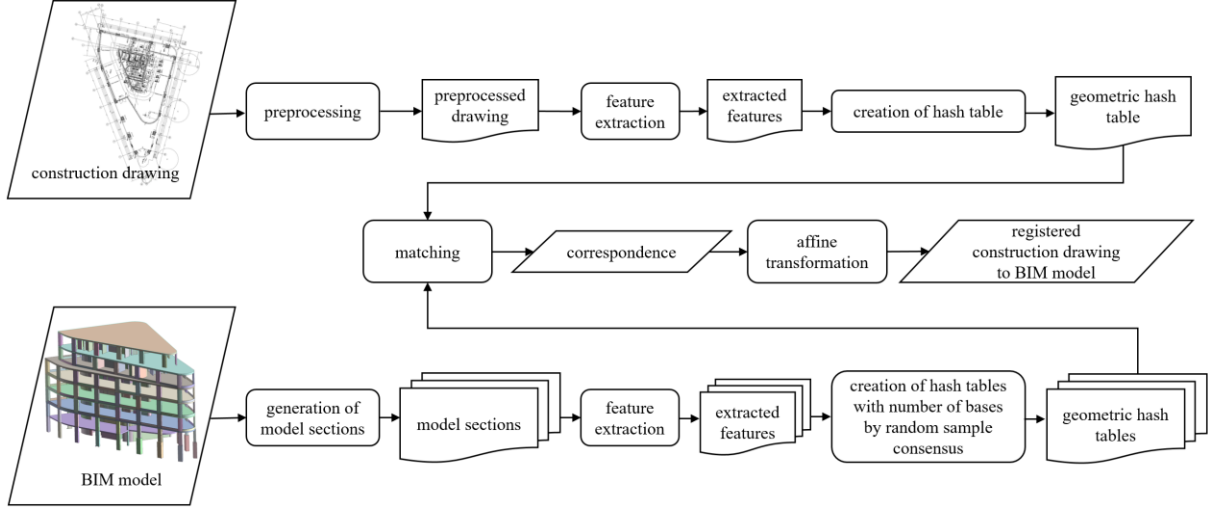 construction drawing
preprocessing
preprocessed
drawing
feature
extraction
extracted
features
creation of hash table
geometric hash
table
matching
correspondence
affine
transformation
registered
construction drawing
to BIM model
BIM model
generation of
model sections
model sections
feature
extraction
extracted
features
creation of hash tables
with number of bases
by random sample
consensus
geometric hash
tables